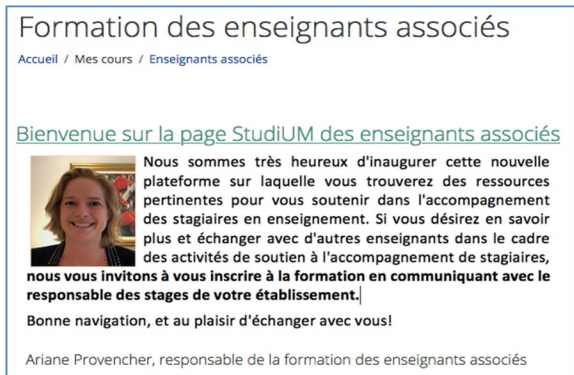 Formation des enseignants associés
Accueil / Mes cours / Enseignants associés
Bienvenue sur la page StudiUM des enseignants associés
Nous sommes très heureux d'inaugurer cette nouvelle
plateforme sur laquelle vous trouverez des ressources
pertinentes pour vous soutenir dans l'accompagnement
des stagiaires en enseignement. Si vous désirez en savoir
plus et échanger avec d'autres enseignants dans le cadre
des activités de soutien à l'accompagnement de stagiaires,
nous vous invitons à vous inscrire à la formation en communiquant avec le
responsable des stages de votre établissement.
Bonne navigation, et au plaisir d'échanger avec vous!
Ariane Provencher, responsable de la formation des enseignants associés